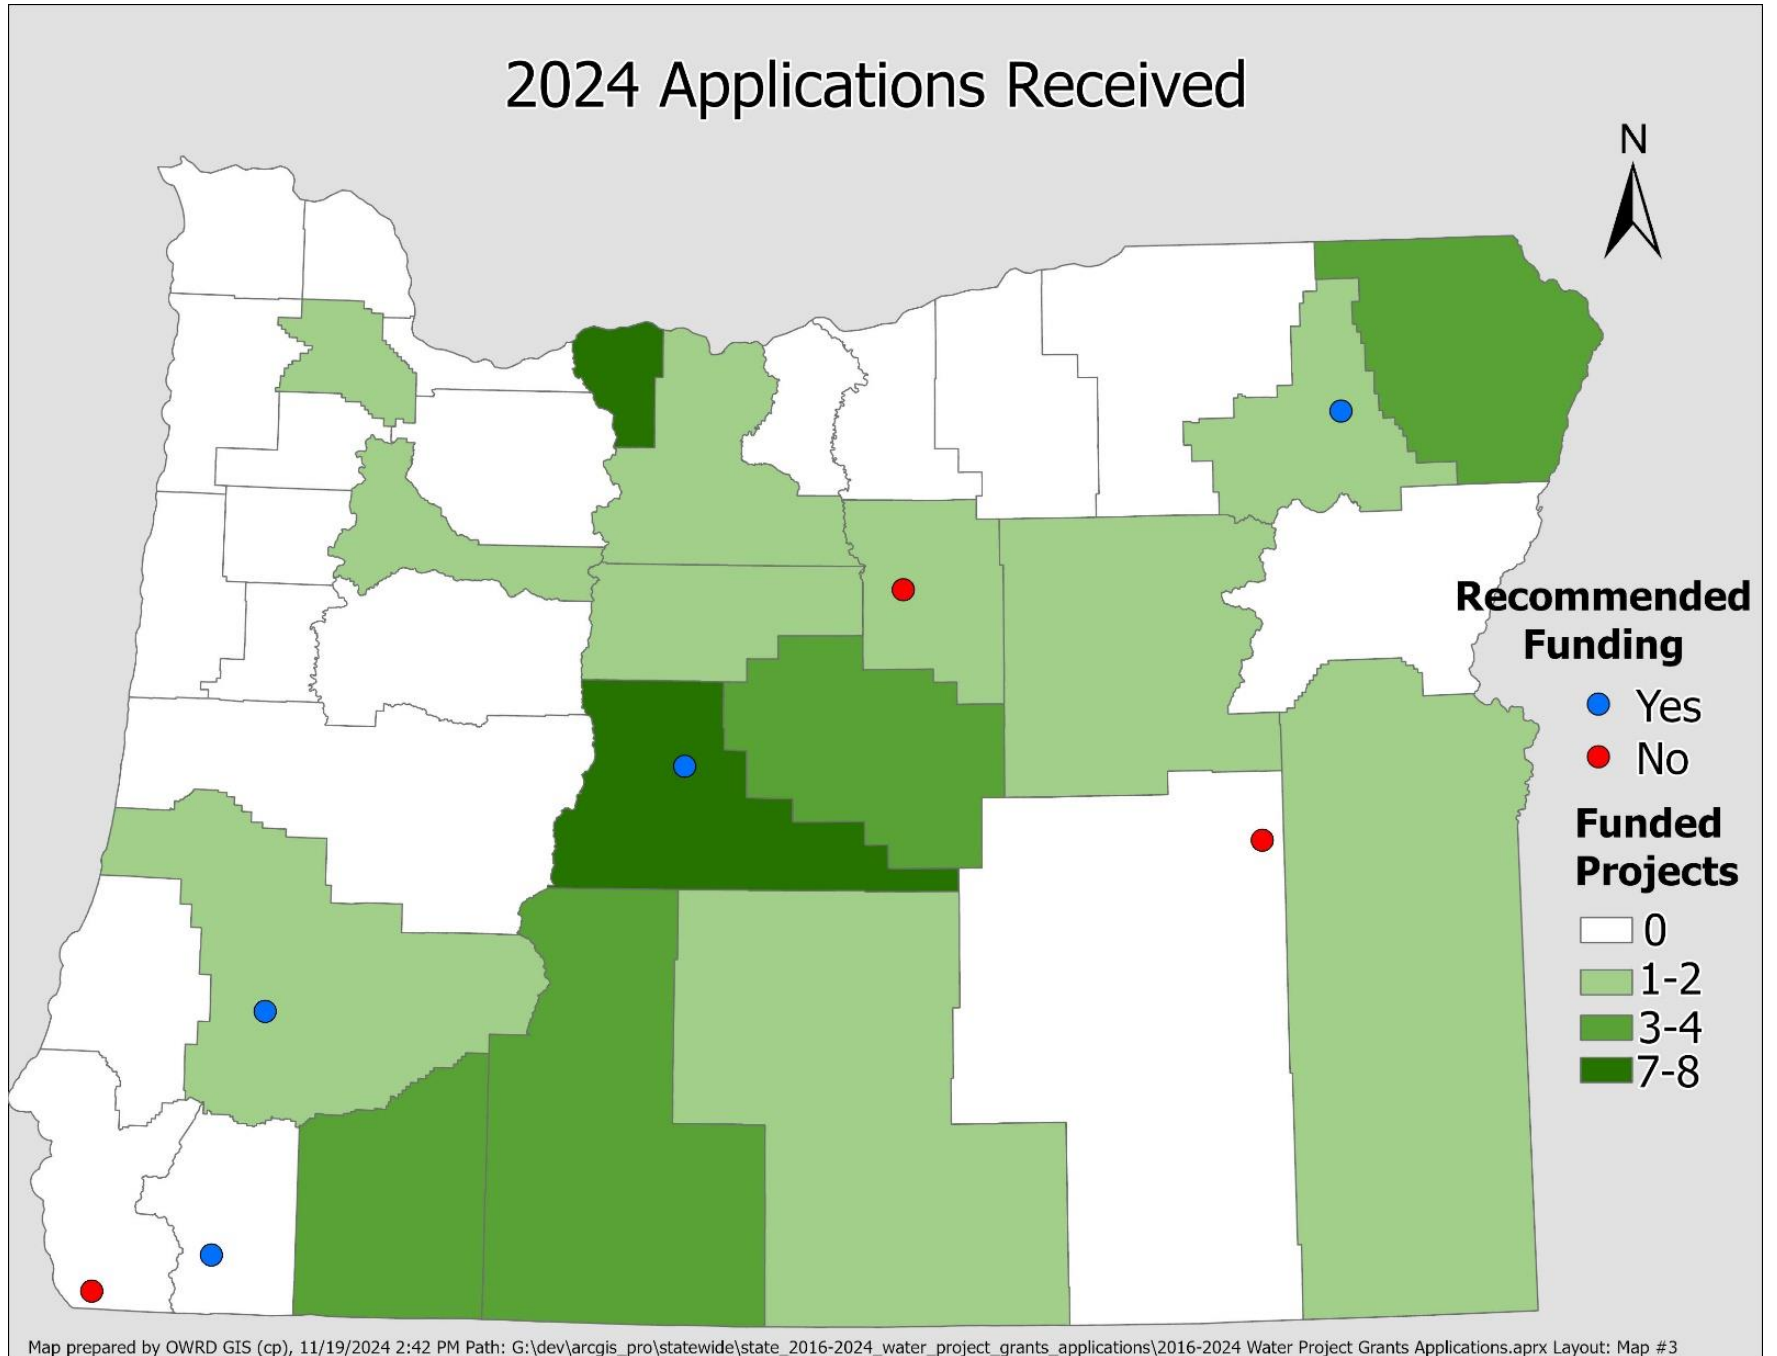 2024 Applications Received
N
Recommended
Funding
Yes
No
Funded
Projects
0
1-2
3-4
7-8
Map prepared by OWRD GIS (cp), 11/19/2024 2:42 PM Path: G:\dev\arcgis_pro\statewide\state_2016-2024_water_project_grants_applications\2016-2024 Water Project Grants Applications.aprx Layout: Map #3